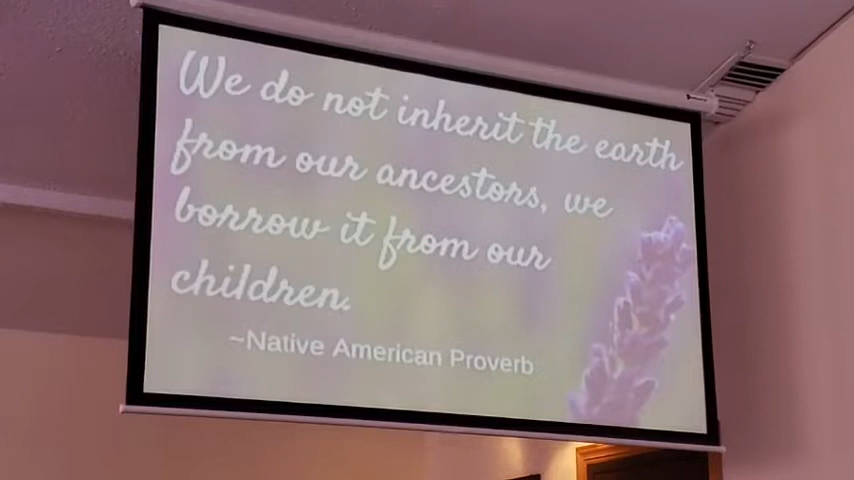 We do not inherit the earth
from our ancestors, we
borrow it from our
children.
~Native American Proverb